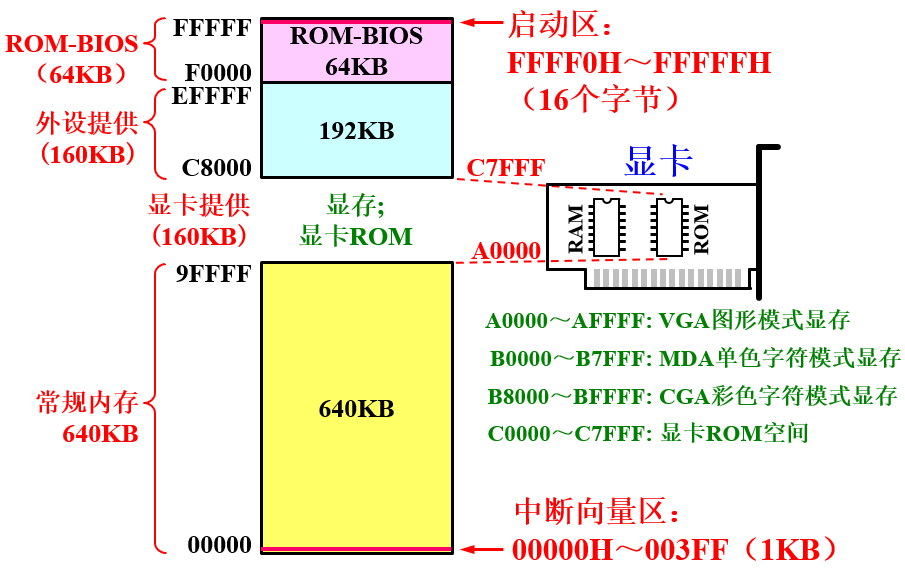 FFFFF
ROM-BIOS
（64KB）
F0000
ROM-BIOS
64KB
启动区：
FFFF0H～FFFFFH
（16个字节）
EFFFF
外设提供
(160KB）
C8000
192KB
C7FFF
显卡
显卡提供
(160KB）
显存;
显卡ROM
A0000
RAM
ROM
9FFFF
常规内存
640KB
640KB
00000
A0000～AFFFF: VGA图形模式显存
B0000～B7FFF: MDA单色字符模式显存
B8000～BFFFF: CGA彩色字符模式显存
C0000～C7FFF: 显卡ROM空间
中断向量区：
00000H～003FF（1KB）